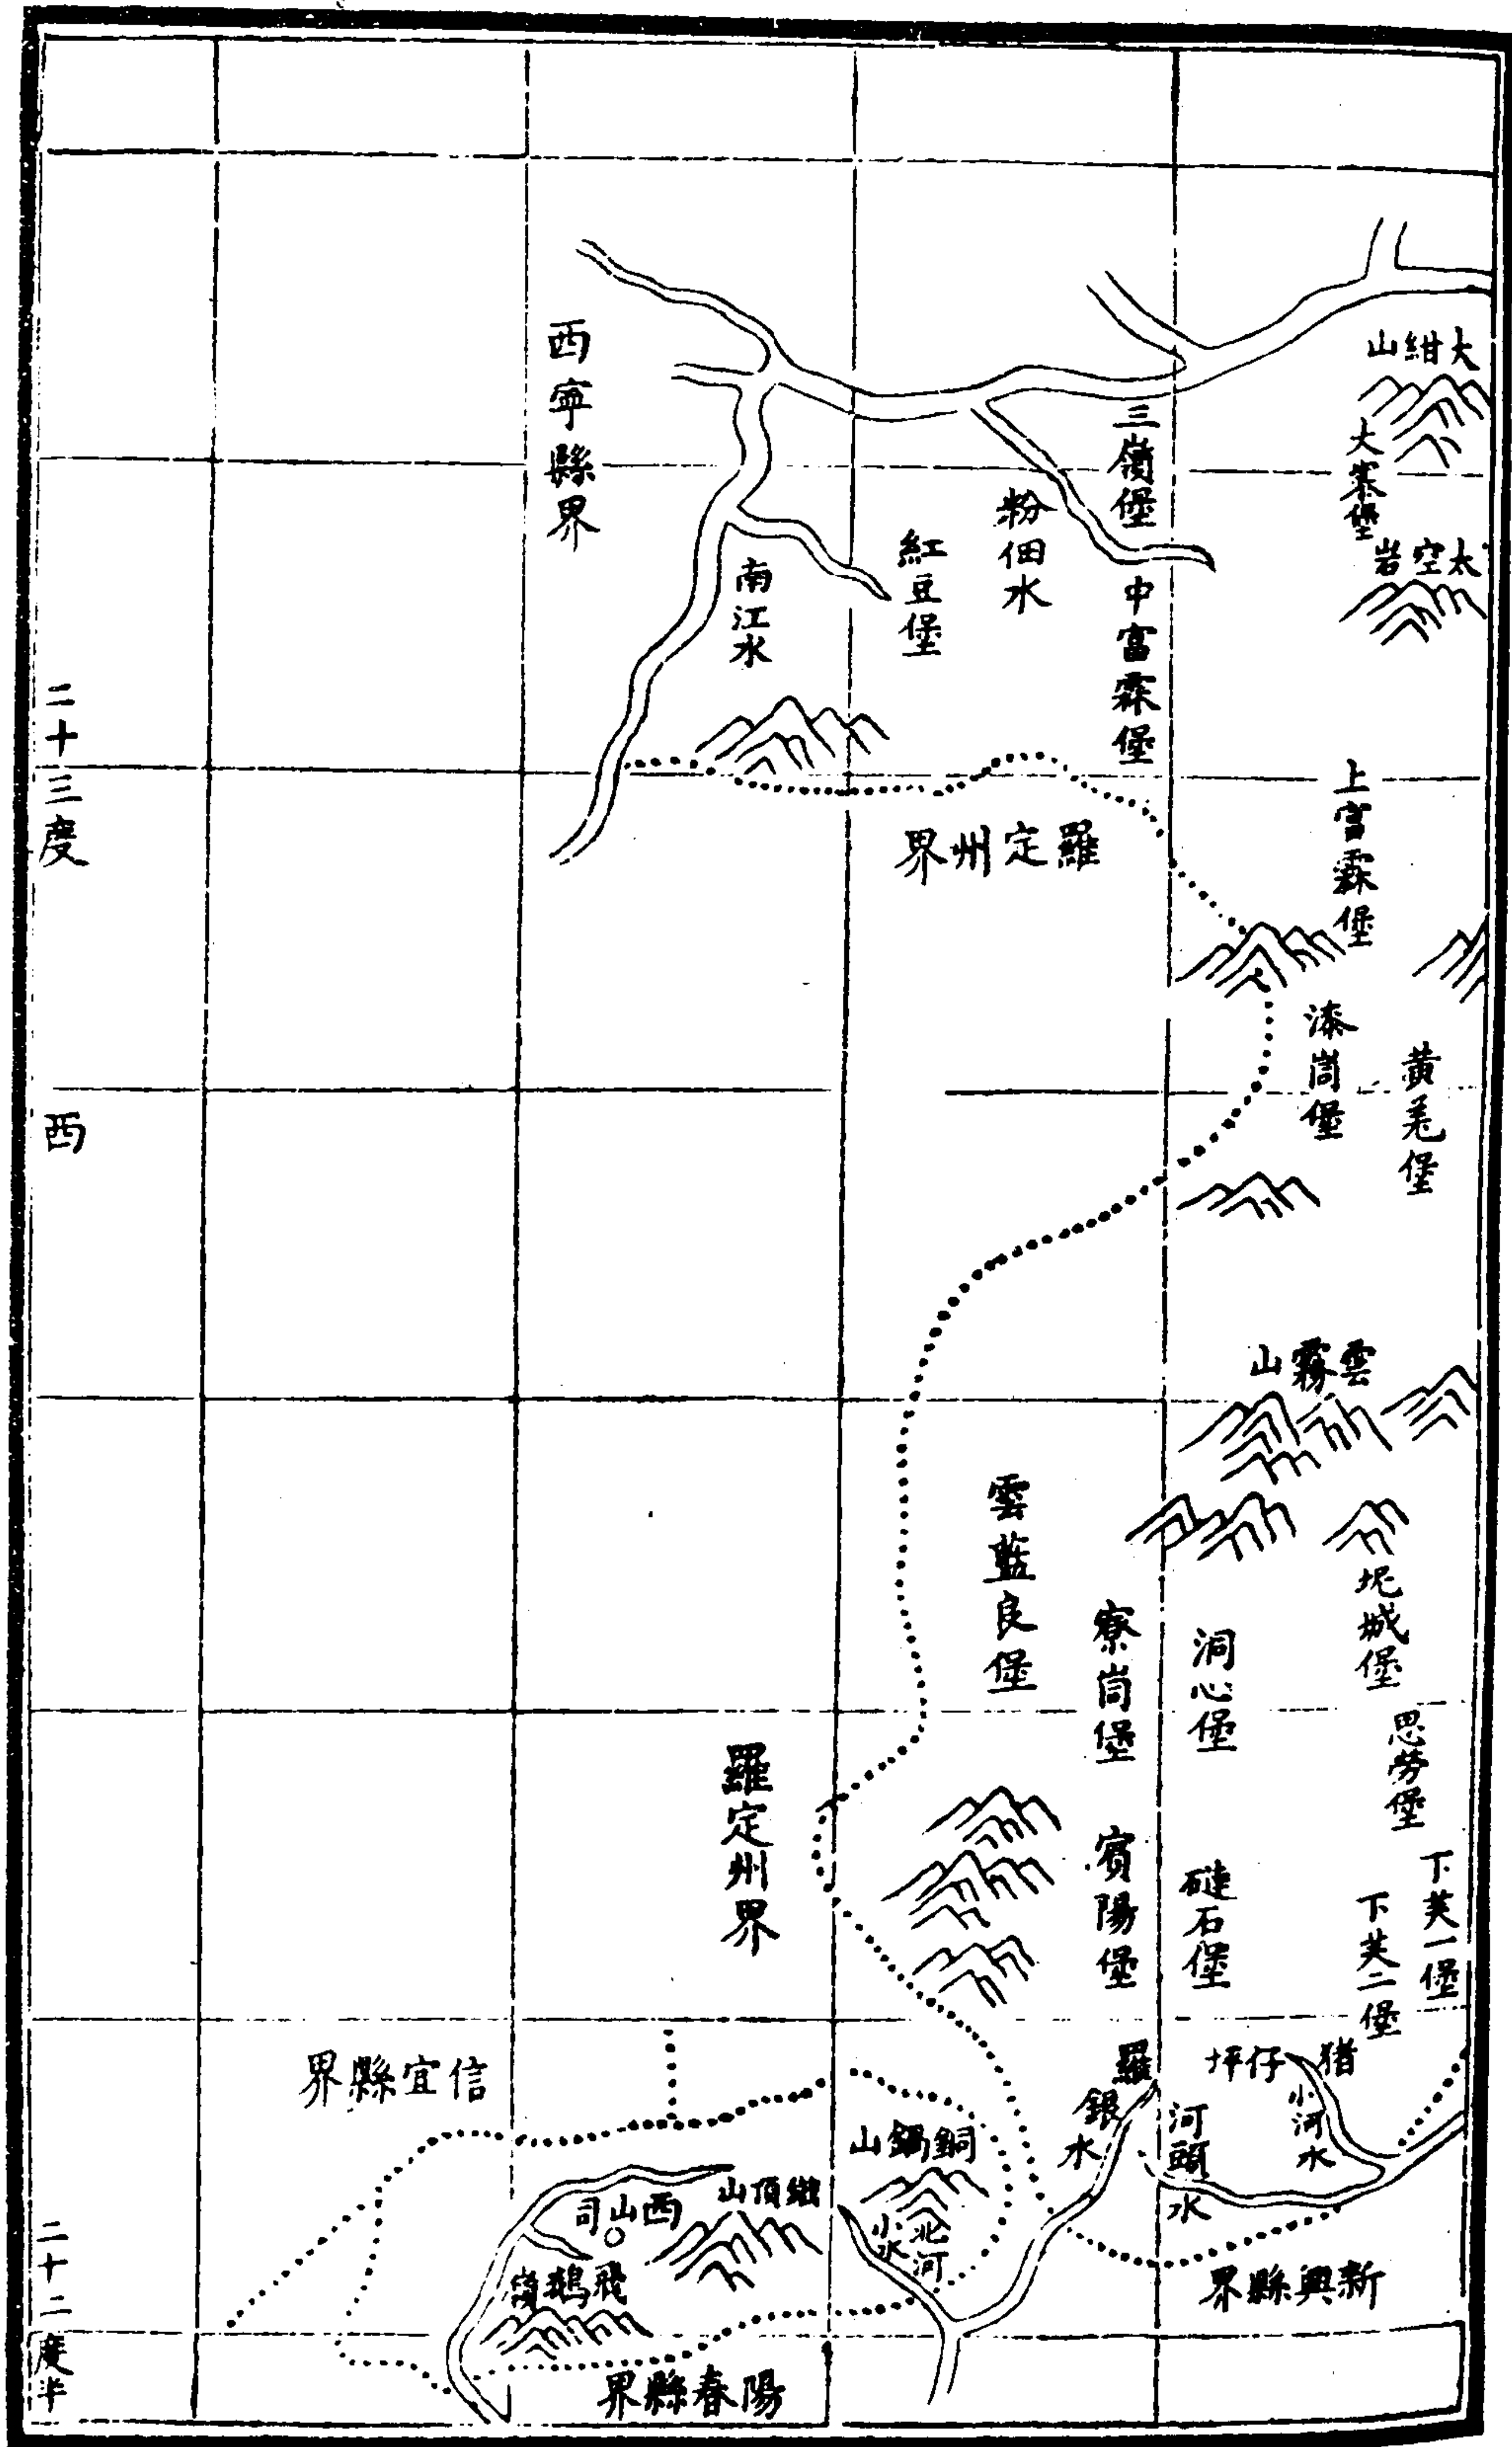 大紺山
大寨堡
太空岩
三嶺堡
中富霖堡
粉佃水
紅豆堡
南江水
西寧縣界
羅定州界
上富霖堡
漆崗堡
黃羌堡
雲霧山
雲藍良堡
寮崗堡
洞心堡
坭城堡
思勞堡
賓陽堡
磀石堡
下芙一堡
下芙二堡
羅定州界
猪仔坪
小河水
河頭水
羅銀水
新興縣界
銅鍋山
北河小水
信宜縣界
頂山
西山司
飛鵝嶺
陽春縣界
二十三度
西
二十二度半